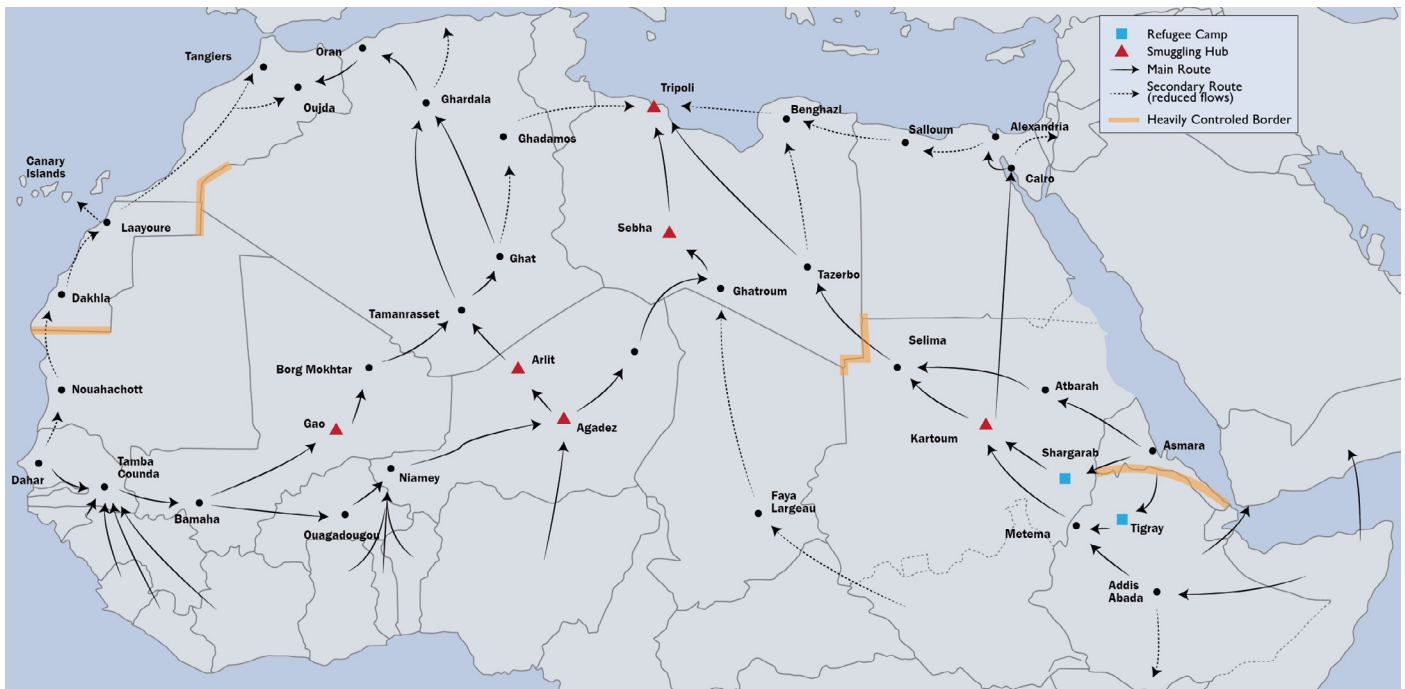 Refugee Camp
Smuggling Hub
Main Route
Secondary Route
(reduced flows)
Heavily Controled Border
Tangiers
Oran
Oujda
Ghardala
Ghadamos
Tripoli
Benghazl
Salloum
Alexandria
Calro
Canary
Islands
Laayoure
Dakhla
Nouahachott
Dahar
Tamba
Counda
Bamaha
Gao
Borg Mokhtar
Tamanrasset
Ghat
Arlit
Agadez
Niamey
Ouagadougou
Sebha
Ghatroum
Tazerbo
Selima
Atbarah
Kartoum
Shargarab
Asmara
Faya
Largeau
Metema
Tigray
Addis
Abada